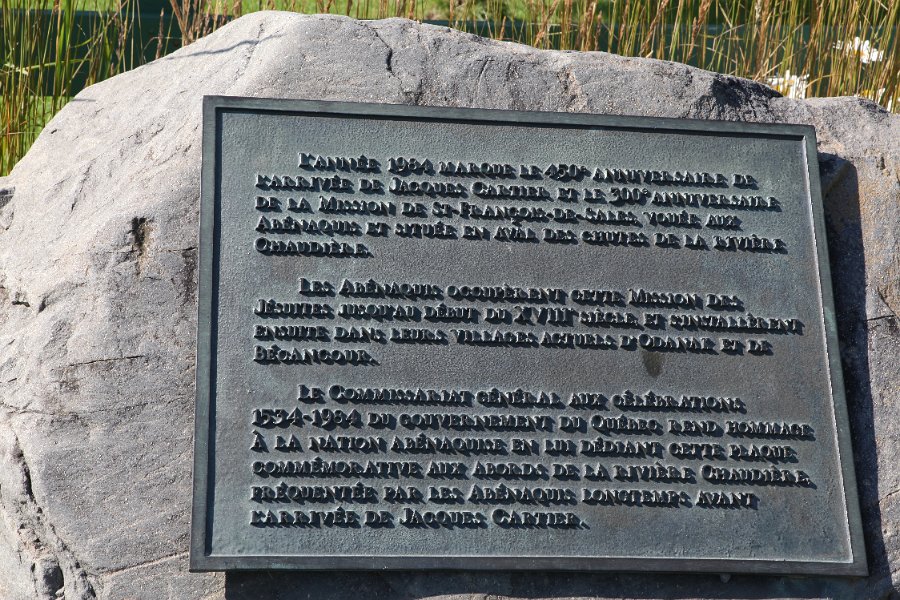 L'ANNÉE 1984 MARQUE LE 450e ANNIVERSAIRE DE
L'ARRIVÉE DE JACQUES CARTIER ET LE 300e ANNIVERSAIRE
DE LA MISSION DE ST-FRANÇOIS-DE-SALES, VOUÉE AUX
ABÉNAQUIS ET SITUÉE EN AVAL DES CHUTES DE LA RIVIÈRE
CHAUDIÈRE.
LES ABÉNAQUIS OCCUPÈRENT CETTE MISSION DES
JÉSUITES JUSQU'AU DÉBUT DU XVIIIe SIÈCLE, ET S'INSTALLÈRENT
ENSUITE DANS LEURS VILLAGES ACTUELS D'ODANAK ET DE
BÉCANCOUR.
LE COMMISSARIAT GÉNÉRAL AUX CÉLÉBRATIONS
1534-1984 DU GOUVERNEMENT DU QUÉBEC REND HOMMAGE
À LA NATION ABÉNAQUISE EN LUI DÉDIANT CETTE PLAQUE
COMMÉMORATIVE AUX ABORDS DE LA RIVIÈRE CHAUDIÈRE,
FRÉQUENTÉE PAR LES ABÉNAQUIS LONGTEMPS AVANT
L'ARRIVÉE DE JACQUES CARTIER.